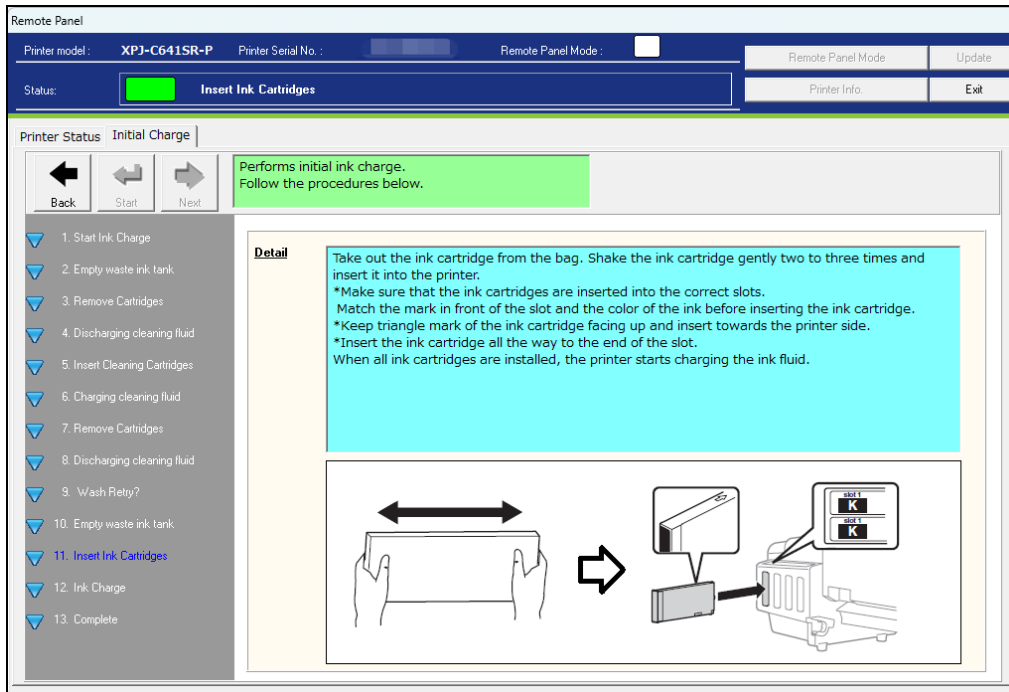 Remote Panel
Printer model : XPJ-C641SR-P Printer Serial No. : Remote Panel Mode :
Remote Panel Mode Update
Status: Insert Ink Cartridges
Printer Info. Exit
Printer Status Initial Charge
Back Start Next
Performs initial ink charge.
Follow the procedures below.
1. Start Ink Charge
2. Empty waste ink tank
3. Remove Cartridges
4. Discharging cleaning fluid
5. Insert Cleaning Cartridges
6. Charging cleaning fluid
7. Remove Cartridges
8. Discharging cleaning fluid
9. Wash Retry?
10. Empty waste ink tank
11. Insert Ink Cartridges
12. Ink Charge
13. Complete
Detail
Take out the ink cartridge from the bag. Shake the ink cartridge gently two to three times and
insert it into the printer.
*Make sure that the ink cartridges are inserted into the correct slots.
Match the mark in front of the slot and the color of the ink before inserting the ink cartridge.
*Keep triangle mark of the ink cartridge facing up and insert towards the printer side.
*Insert the ink cartridge all the way to the end of the slot.
When all ink cartridges are installed, the printer starts charging the ink fluid.
slot 1
K
slot 1
K